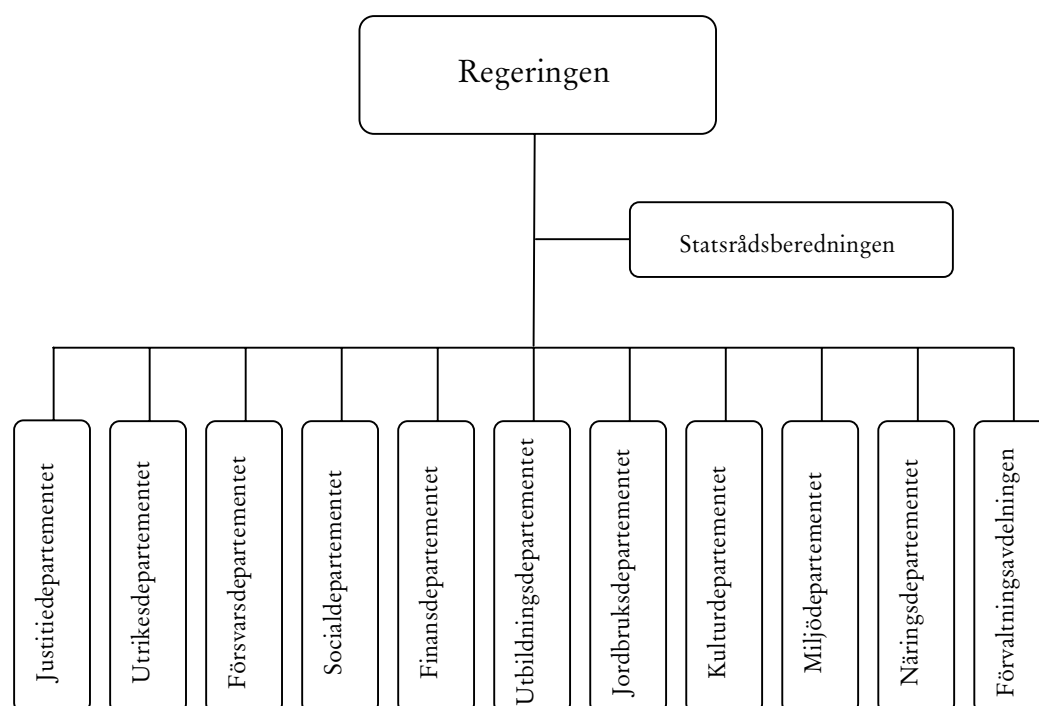 Regeringen
Statsrådsberedningen
Justitiedepartementet
Utrikesdepartementet
Försvarsdepartementet
Socialdepartementet
Finansdepartementet
Utbildningsdepartementet
Jordbruksdepartementet
Kulturdepartementet
Miljödepartementet
Näringsdepartementet
Förvaltningsavdelningen